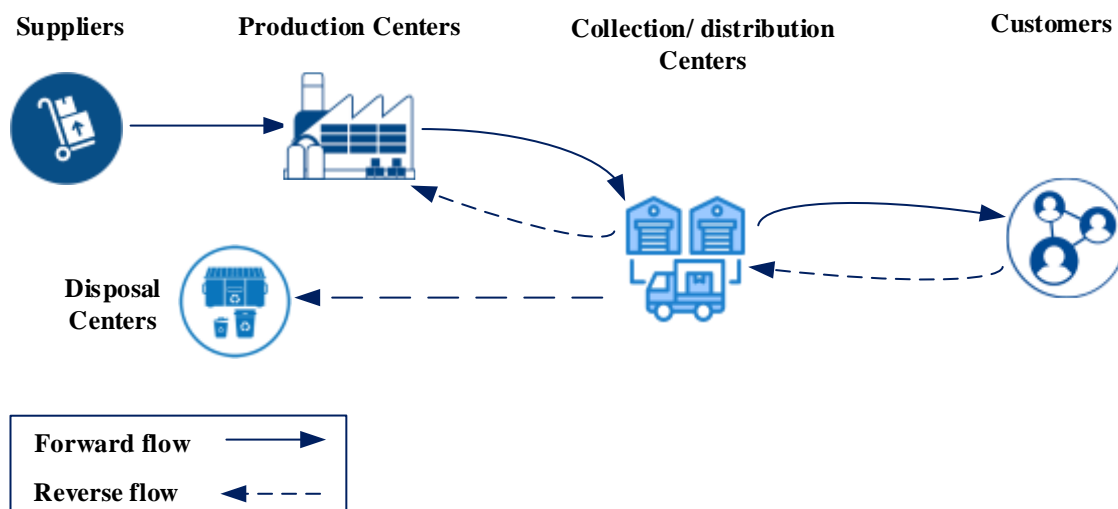 Suppliers
Production Centers
Collection/ distribution
Centers
Customers
Disposal
Centers
Forward flow
Reverse flow